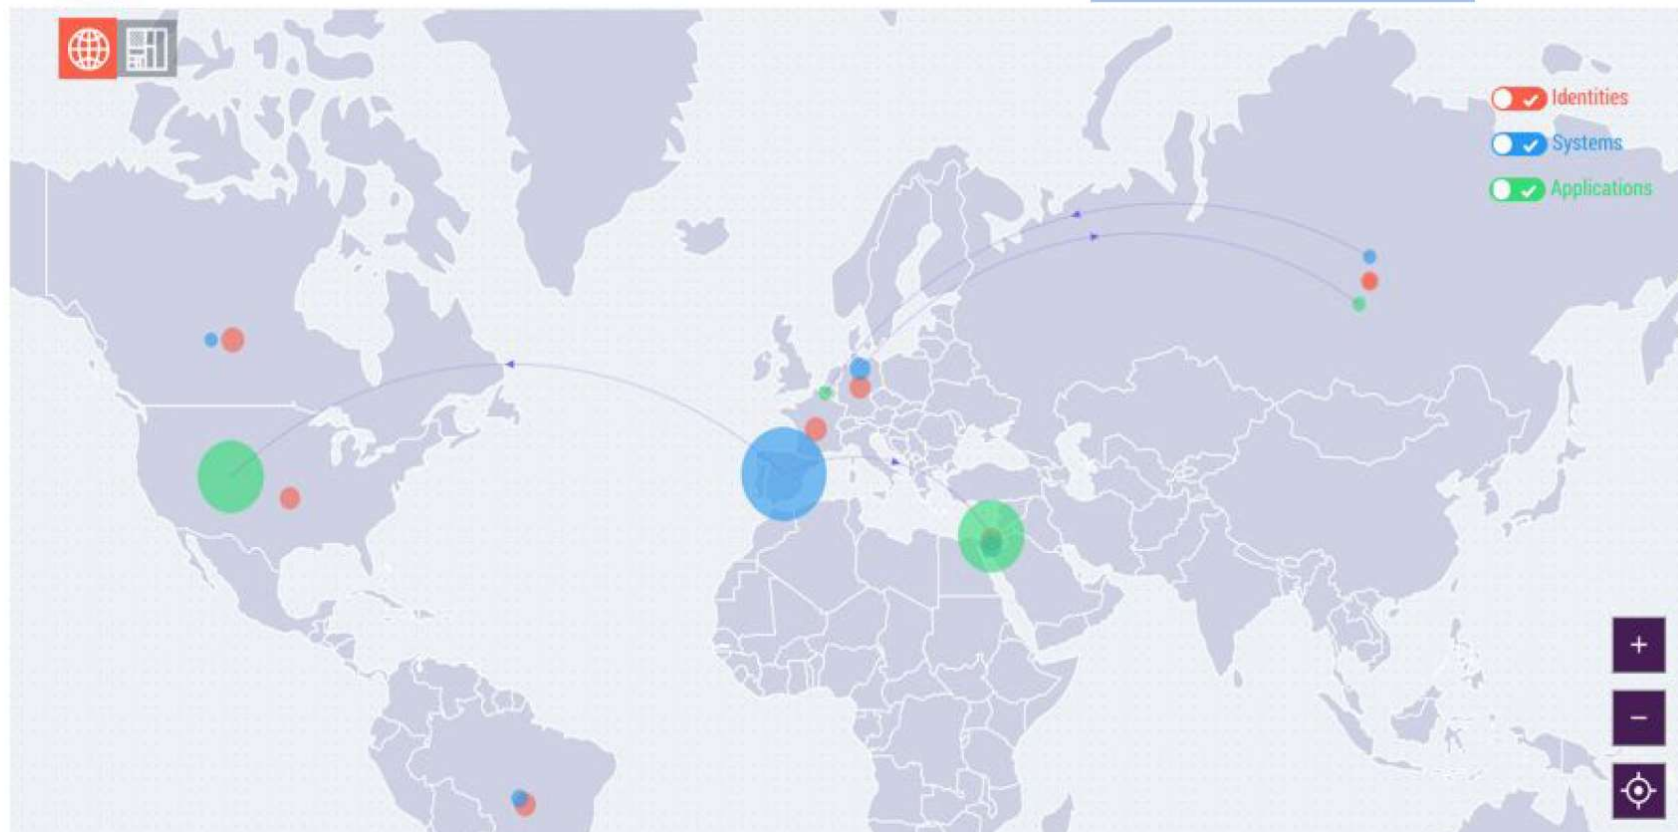 Identities
Systems
Applications
+
−